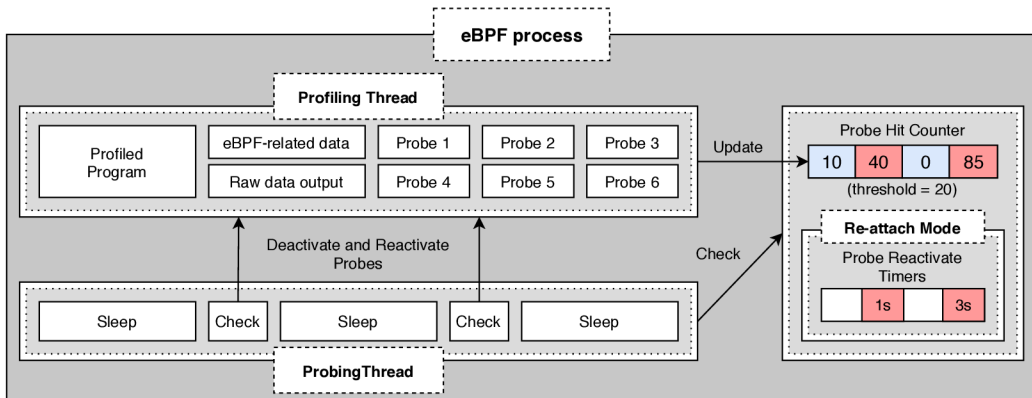 eBPF process
Profiling Thread
Profiled
Program
eBPF-related data
Probe 1
Probe 2
Probe 3
Raw data output
Probe 4
Probe 5
Probe 6
Update
Probe Hit Counter
10 40 0 85
(threshold = 20)
Deactivate and Reactivate
Probes
Check
Re-attach Mode
Probe Reactivate
Timers
1s 3s
Sleep
Check
Sleep
Check
Sleep
ProbingThread